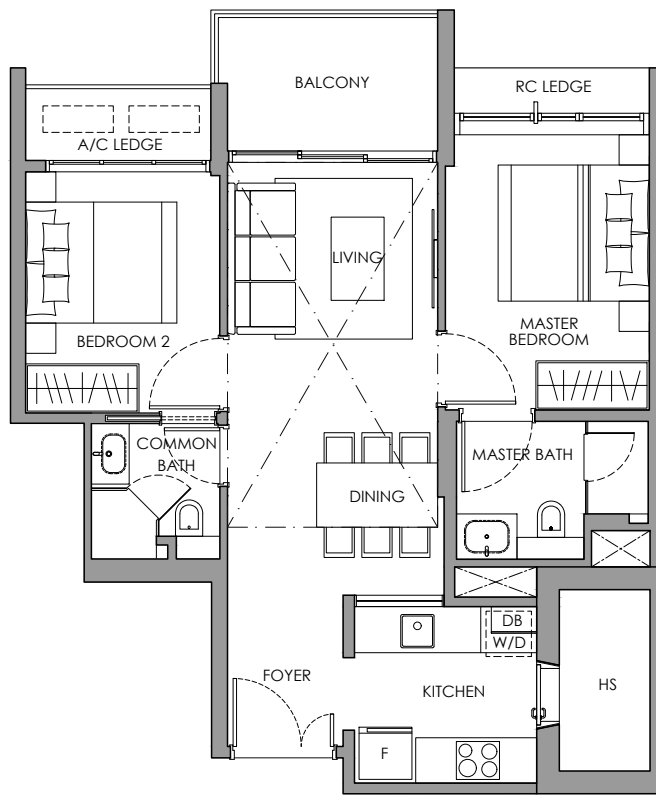 BALCONY
RC LEDGE
A/C LEDGE
LIVING
MASTER
BEDROOM
BEDROOM 2
COMMON
BATH
MASTER BATH
DINING
DB
W/D
FOYER
KITCHEN
HS
F